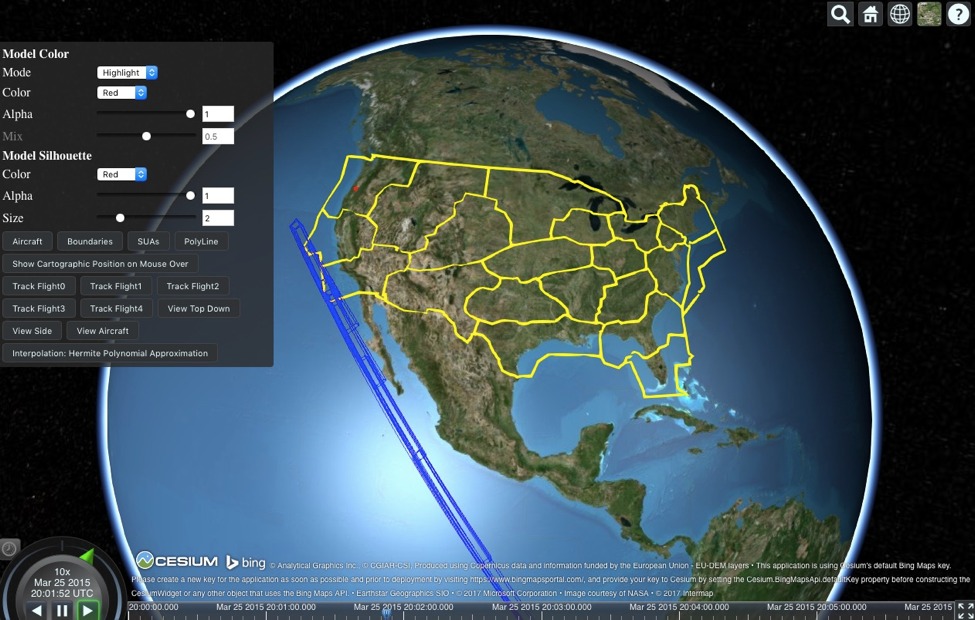 Model Color
Mode Highlight
Color Red
Alpha 1
Mix 0.5
Model Silhouette
Color Red
Alpha 1
Size 2
Aircraft Boundaries SUAs PolyLine
Show Cartographic Position on Mouse Over
Track Flight0 Track Flight1 Track Flight2
Track Flight3 Track Flight4 View Top Down
View Side View Aircraft
Interpolation: Hermite Polynomial Approximation
?
CESIUM bing © Analytical Graphics Inc., © CGIAR-CSI, Produced using Copernicus data and information funded by the European Union - EU-DEM layers • This application is using Cesium's default Bing Maps key.
Please create a new key for the application as soon as possible and prior to deployment by visiting https://www.bingmapsportal.com/, and provide your key to Cesium by setting the Cesium.BingMapsApi.defaultKey property before constructing the
CesiumWidget or any other object that uses the Bing Maps API. • Earthstar Geographics SIO • © 2017 Microsoft Corporation • Image courtesy of NASA • © 2017 Intermap
10x
Mar 25 2015
20:01:52 UTC
20:00:00.000 Mar 25 2015 20:01:00.000 Mar 25 2015 20:02:00.000 Mar 25 2015 20:03:00.000 Mar 25 2015 20:04:00.000 Mar 25 2015 20:05:00.000 Mar 25 2015